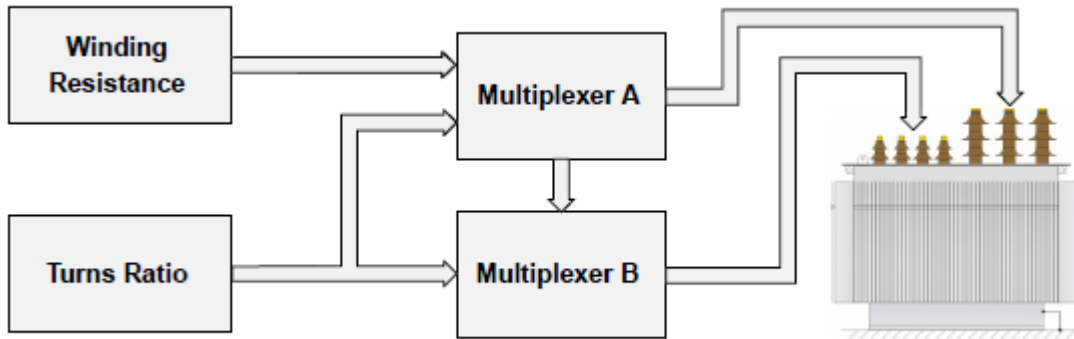 Winding
Resistance
Multiplexer A
Turns Ratio
Multiplexer B